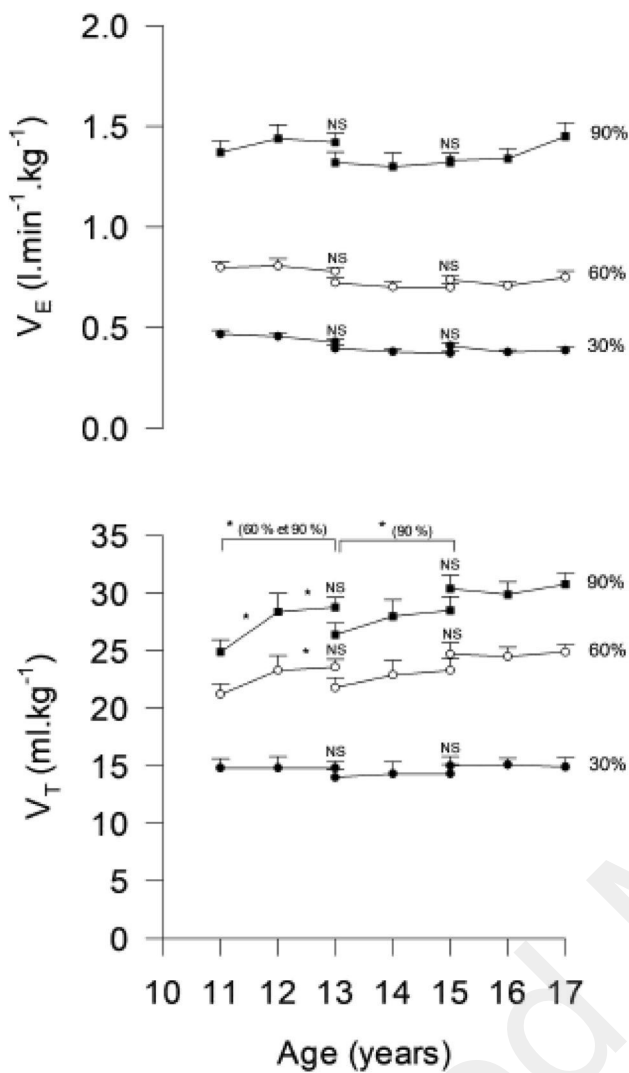 2.0
1.5
1.0
0.5
0.0
V_E (l.min⁻¹.kg⁻¹)
NS
NS
90%
NS
NS
60%
NS
NS
30%
* (60 % et 90 %)
* (90 %)
35
30
25
20
15
10
5
0
V_T (ml.kg⁻¹)
NS
*
*
NS
90%
*
NS
NS
60%
NS
NS
30%
10 11 12 13 14 15 16 17
Age (years)